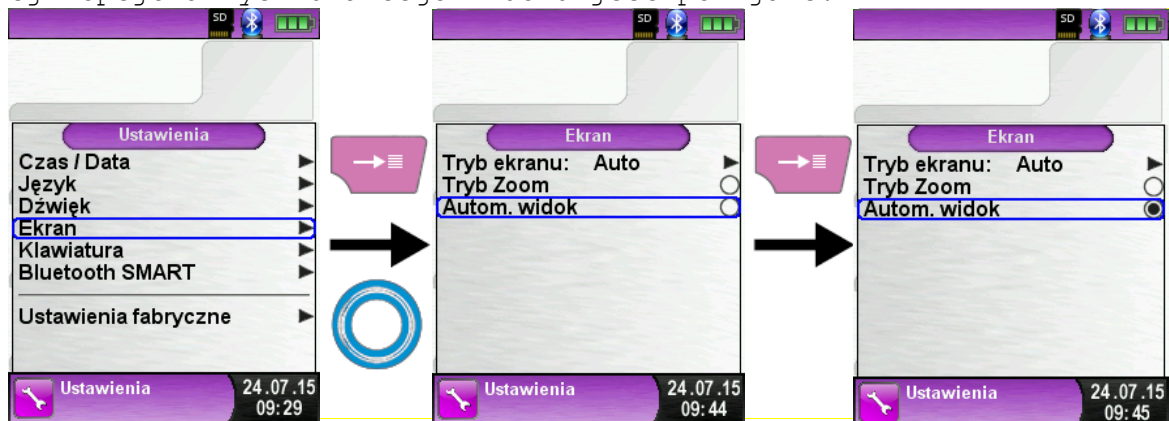 SD
Ustawienia
Czas / Data
Język
Dźwięk
Ekran
Klawiatura
Bluetooth SMART
Ustawienia fabryczne
Ustawienia
24.07.15
09:29
SD
Ekran
Tryb ekranu: Auto
Tryb Zoom
Autom. widok
Ustawienia
24.07.15
09:44
SD
Ekran
Tryb ekranu: Auto
Tryb Zoom
Autom. widok
Ustawienia
24.07.15
09:45